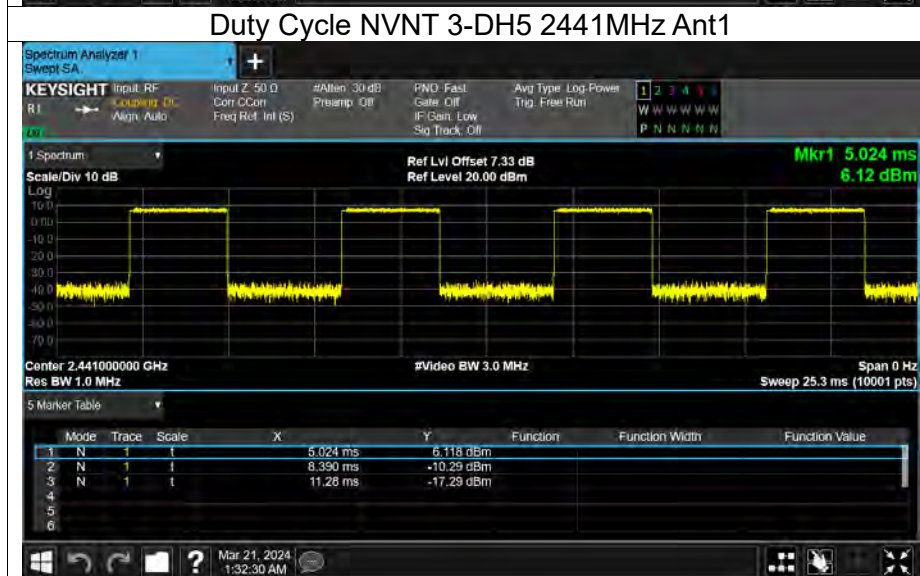 Duty Cycle NVNT 3-DH5 2441MHz Ant1
Spectrum Analyzer 1
Swept SA
+
KEYSIGHT Input: RF
R1
Coupling: DC
Align: Auto
Input Z: 50 Ω
Corr CCorr
Freq Ref: Int (S)
#Atten: 30 dB
Preamp: Off
PNO: Fast
Gate: Off
IF Gain: Low
Sig Track: Off
Avg Type: Log-Power
Trig: Free Run
1 2 3 4 5 6
W W W W W W
P N N N N N
1 Spectrum
Scale/Div 10 dB
Ref Lvl Offset 7.33 dB
Ref Level 20.00 dBm
Mkr1 5.024 ms
6.12 dBm
Log
10.0
0.00
-10.0
-20.0
-30.0
-40.0
-50.0
-60.0
-70.0
Center 2.441000000 GHz
Res BW 1.0 MHz
#Video BW 3.0 MHz
Span 0 Hz
Sweep 25.3 ms (10001 pts)
5 Marker Table
Mode Trace Scale X Y Function Function Width Function Value
1 N 1 t 5.024 ms 6.118 dBm
2 N 1 t 8.390 ms -10.29 dBm
3 N 1 t 11.28 ms -17.29 dBm
4
5
6
?
Mar 21, 2024
1:32:30 AM